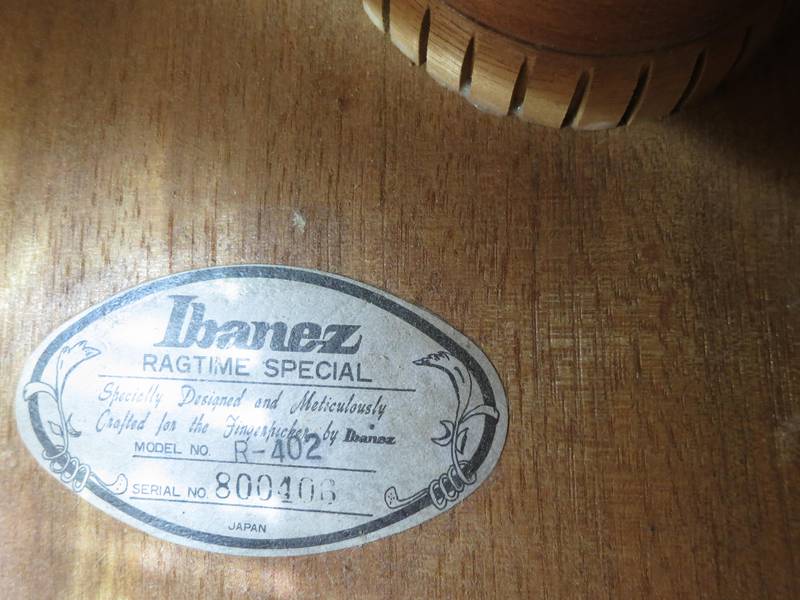 Ibanez
RAGTIME SPECIAL
Specially Designed and Meticulously
Crafted for the Fingerpicker by Ibanez
MODEL NO. R-402
SERIAL NO. 800406
JAPAN